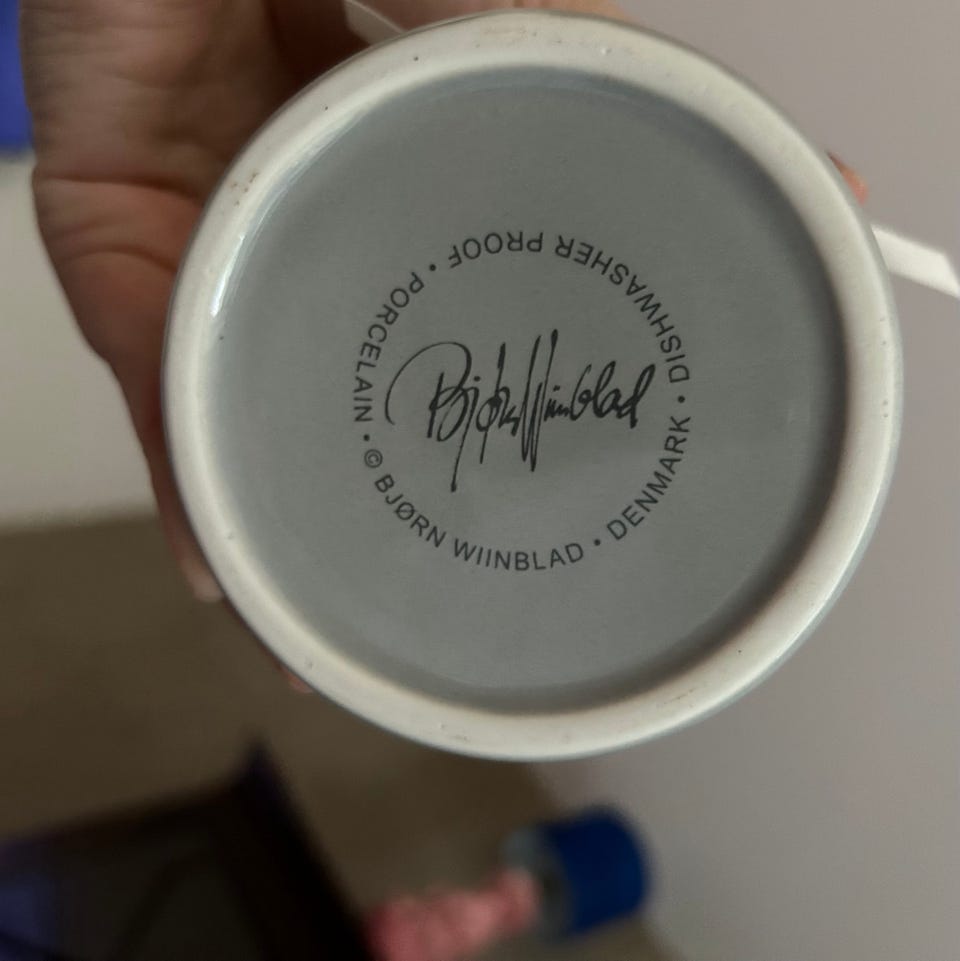 Bjørn Wiinblad
© BJØRN WIINBLAD • DENMARK • DISHWASHER PROOF • PORCELAIN •